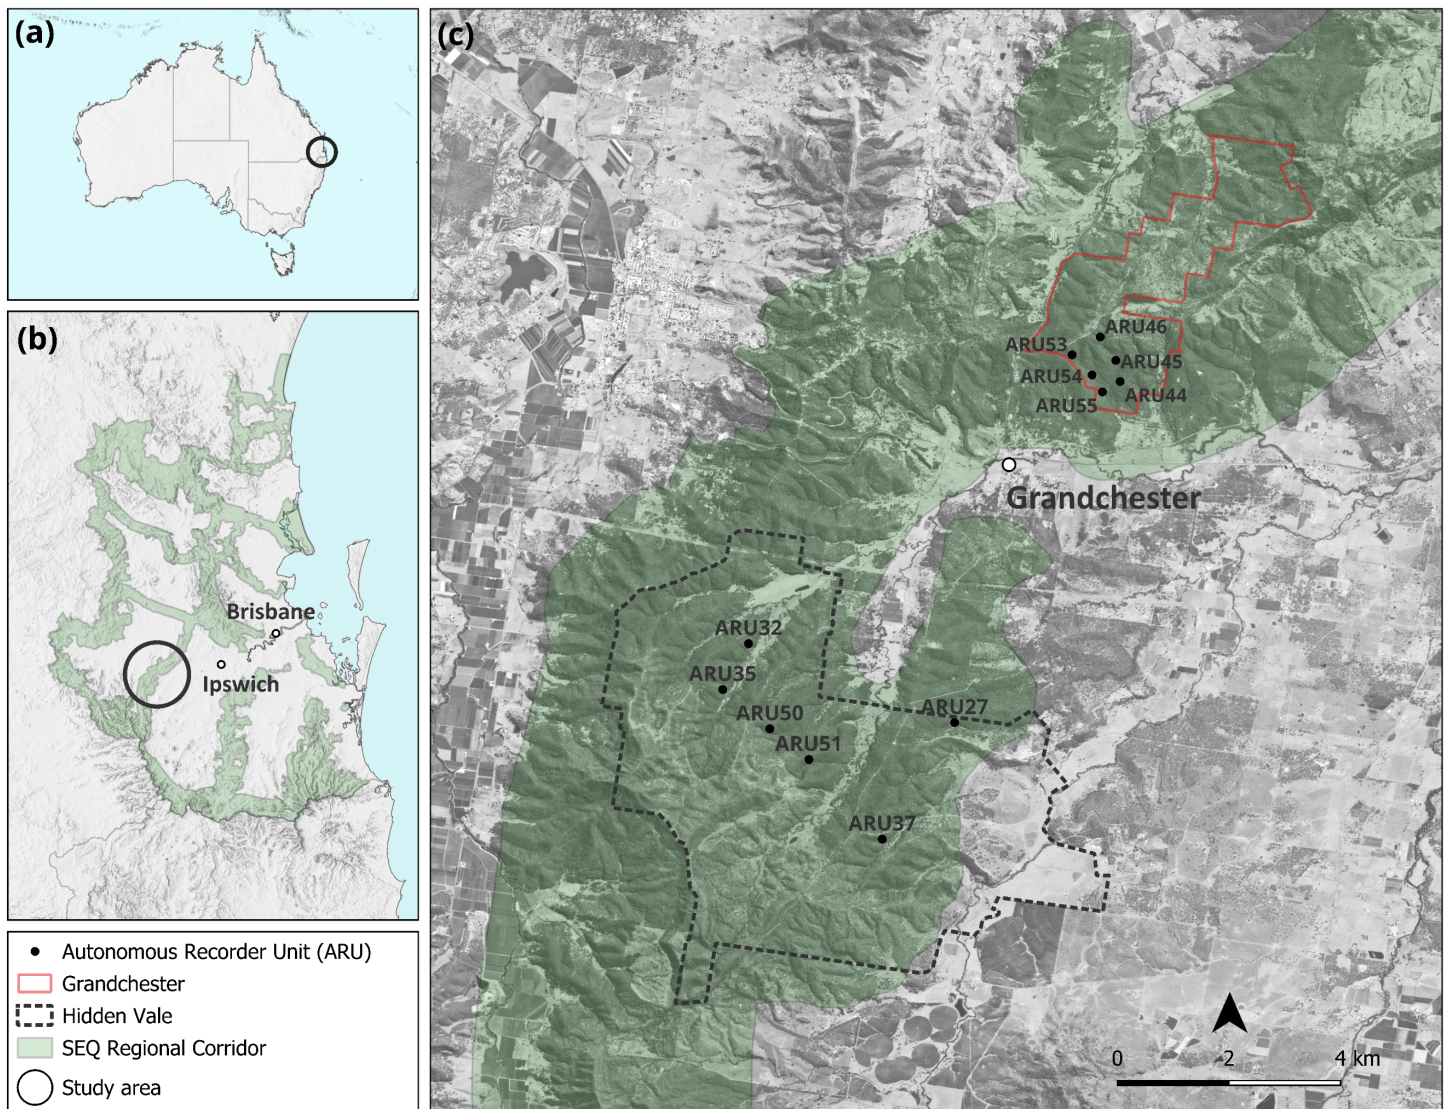 (a)
(b)
Brisbane
Ipswich
Autonomous Recorder Unit (ARU)
Grandchester
Hidden Vale
SEQ Regional Corridor
Study area
(c)
ARU46
ARU53
ARU45
ARU54
ARU44
ARU55
Grandchester
ARU32
ARU35
ARU50
ARU27
ARU51
ARU37
0 2 4 km